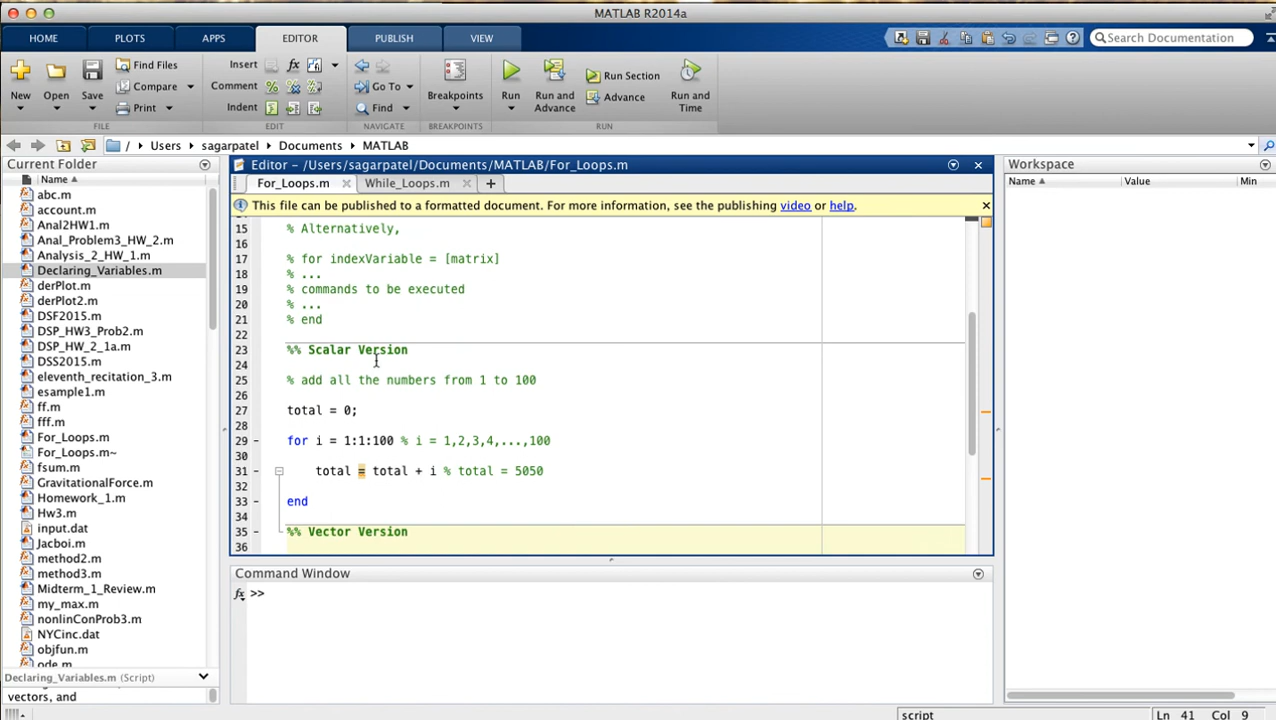 MATLAB R2014a
HOME PLOTS APPS EDITOR PUBLISH VIEW Search Documentation
New Open Save Find Files Compare Print
FILE
Insert fx
Comment
Indent
EDIT
Go To
Find
NAVIGATE
Breakpoints
BREAKPOINTS
Run Run and Advance Run Section Advance Run and Time
RUN
/ Users sagarpatel Documents MATLAB
Current Folder
Name
abc.m
account.m
Anal2HW1.m
Anal_Problem3_HW_2.m
Analysis_2_HW_1.m
Declaring_Variables.m
derPlot.m
derPlot2.m
DSF2015.m
DSP_HW3_Prob2.m
DSP_HW_2_1a.m
DSS2015.m
eleventh_recitation_3.m
esample1.m
ff.m
fff.m
For_Loops.m
For_Loops.m~
fsum.m
GravitationalForce.m
Homework_1.m
Hw3.m
input.dat
Jacboi.m
method2.m
method3.m
Midterm_1_Review.m
my_max.m
nonlinConProb3.m
NYCinc.dat
objfun.m
ode.m
Declaring_Variables.m (Script)
vectors, and
Editor – /Users/sagarpatel/Documents/MATLAB/For_Loops.m
For_Loops.m While_Loops.m
This file can be published to a formatted document. For more information, see the publishing video or help.
15 % Alternatively,
16
17 % for indexVariable = [matrix]
18 % ...
19 % commands to be executed
20 % ...
21 % end
22
23 %% Scalar Version
24
25 % add all the numbers from 1 to 100
26
27 total = 0;
28
29 – for i = 1:1:100 % i = 1,2,3,4,...,100
30
31 – total = total + i % total = 5050
32
33 – end
34
35 – %% Vector Version
36
Command Window
fx >>
Workspace
Name Value Min
script Ln 41 Col 9